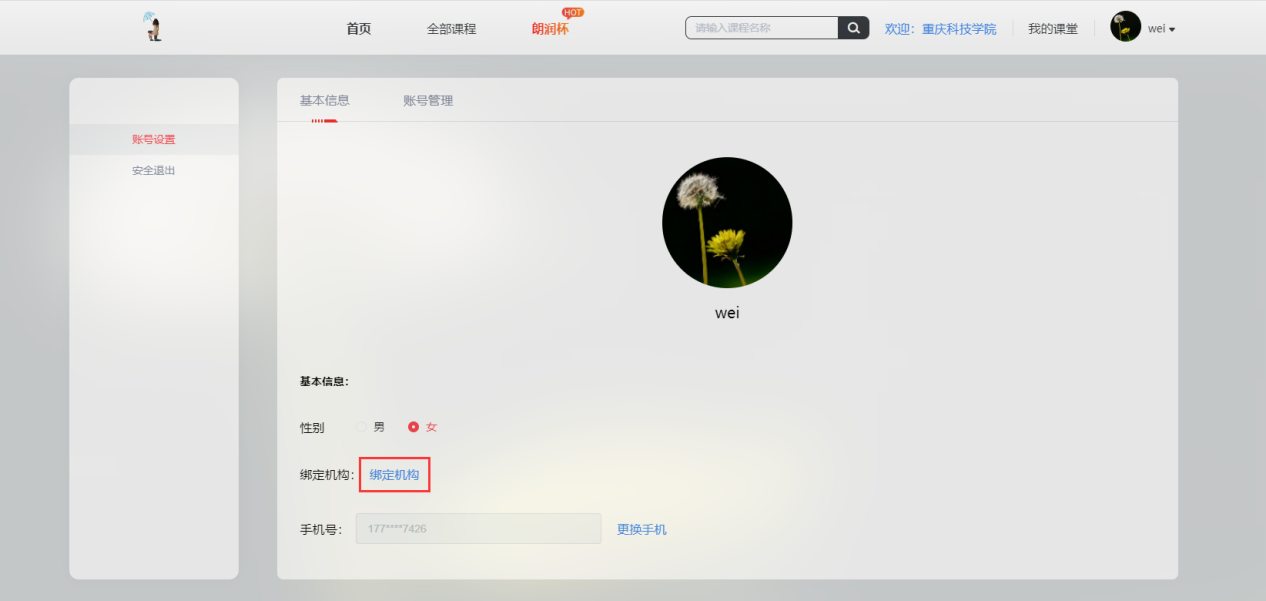 首页
全部课程
朗润杯
HOT
请输入课程名称
欢迎：重庆科技学院
我的课堂
wei
账号设置
安全退出
基本信息
账号管理
wei
基本信息：
性别 男 女
绑定机构： 绑定机构
手机号： 177****7426 更换手机